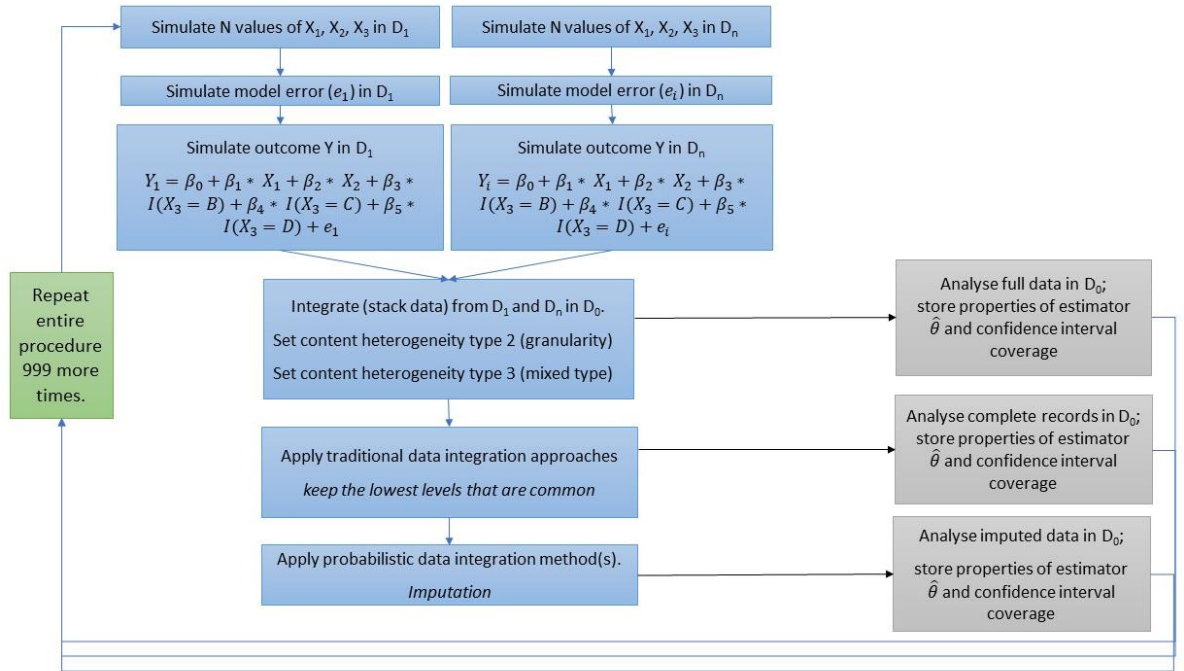 Simulate N values of X₁, X₂, X₃ in D₁
Simulate N values of X₁, X₂, X₃ in Dₙ
Simulate model error (e₁) in D₁
Simulate model error (eᵢ) in Dₙ
Simulate outcome Y in D₁
Y₁ = β₀ + β₁ * X₁ + β₂ * X₂ + β₃ *
I(X₃ = B) + β₄ * I(X₃ = C) + β₅ *
I(X₃ = D) + e₁
Simulate outcome Y in Dₙ
Yᵢ = β₀ + β₁ * X₁ + β₂ * X₂ + β₃ *
I(X₃ = B) + β₄ * I(X₃ = C) + β₅ *
I(X₃ = D) + eᵢ
Repeat
entire
procedure
999 more
times.
Integrate (stack data) from D₁ and Dₙ in D₀.
Set content heterogeneity type 2 (granularity)
Set content heterogeneity type 3 (mixed type)
Analyse full data in D₀;
store properties of estimator
θ̂ and confidence interval
coverage
Apply traditional data integration approaches
keep the lowest levels that are common
Analyse complete records in D₀;
store properties of estimator
θ̂ and confidence interval
coverage
Apply probabilistic data integration method(s).
Imputation
Analyse imputed data in D₀;
store properties of estimator
θ̂ and confidence interval
coverage